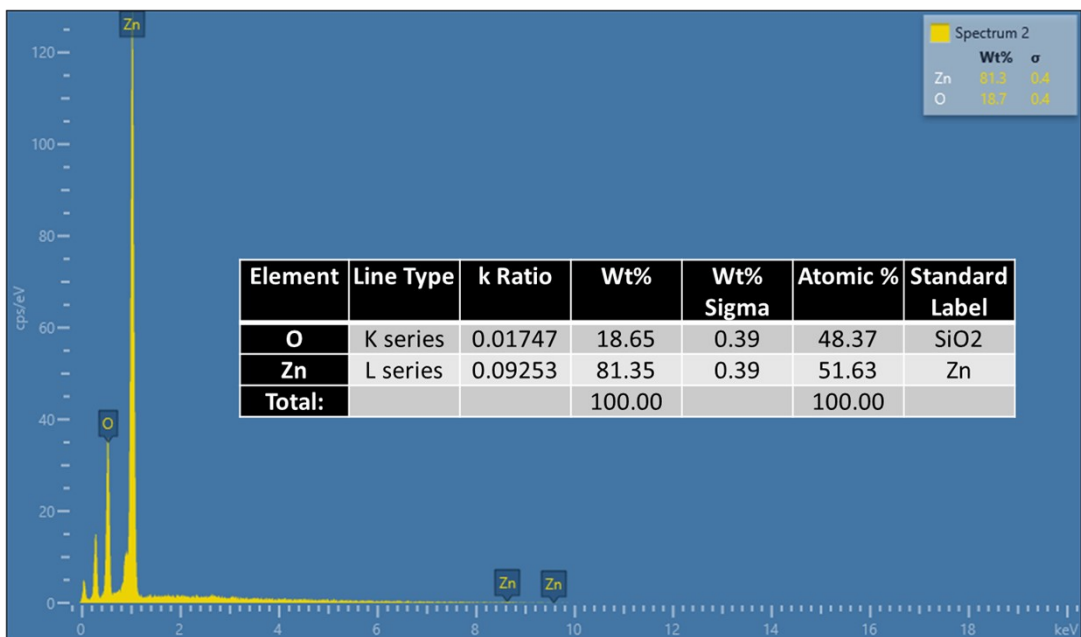 Zn
Spectrum 2
Wt% σ
Zn 81.3 0.4
O 18.7 0.4
120
100
80
60
40
20
0
cps/eV
Element Line Type k Ratio Wt% Wt% Sigma Atomic % Standard Label
O K series 0.01747 18.65 0.39 48.37 SiO2
Zn L series 0.09253 81.35 0.39 51.63 Zn
Total: 100.00 100.00
O
Zn Zn
0 2 4 6 8 10 12 14 16 18 keV